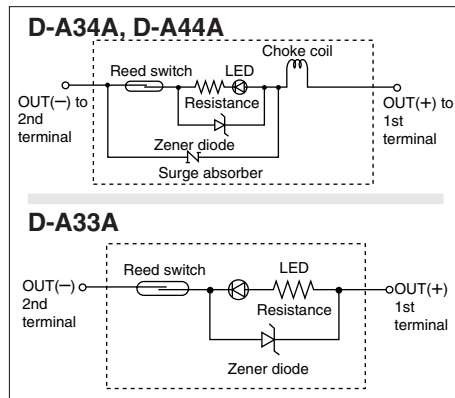 D-A34A, D-A44A
Choke coil
Reed switch
LED
OUT(−) to
2nd
terminal
Resistance
OUT(+) to
1st
terminal
Zener diode
Surge absorber
D-A33A
Reed switch
LED
OUT(−)
2nd
terminal
OUT(+)
1st
terminal
Resistance
Zener diode